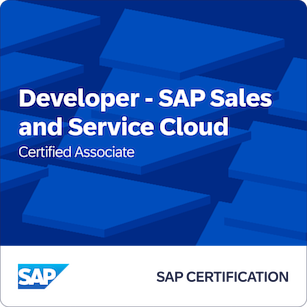 Developer - SAP Sales
and Service Cloud
Certified Associate
SAP
SAP CERTIFICATION